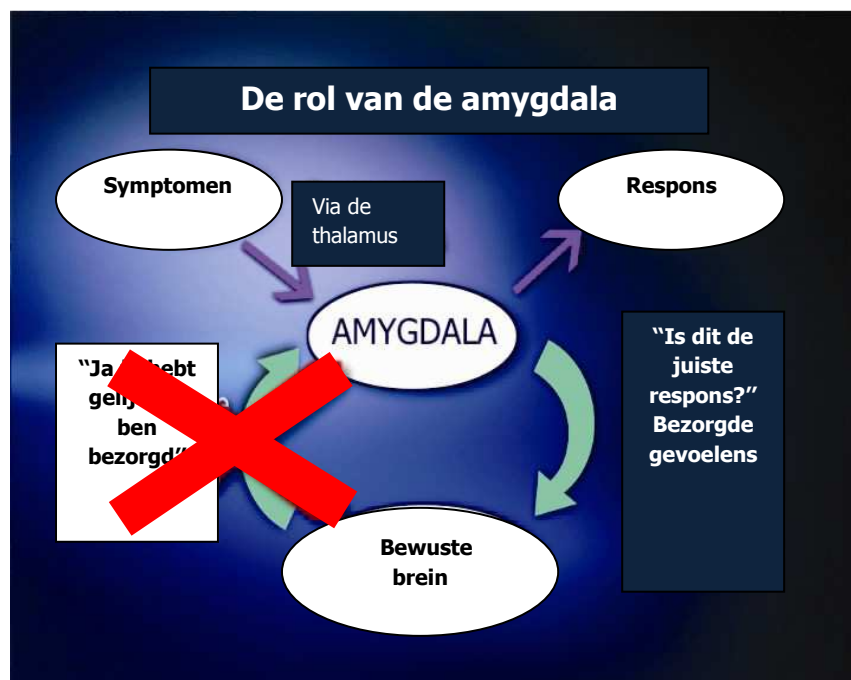 De rol van de amygdala
Symptomen
Via de
thalamus
Respons
AMYGDALA
“Ja hebt
ben
bezorgd”
“Is dit de
juiste
respons?”
Bezorgde
gevoelens
Bewuste
brein